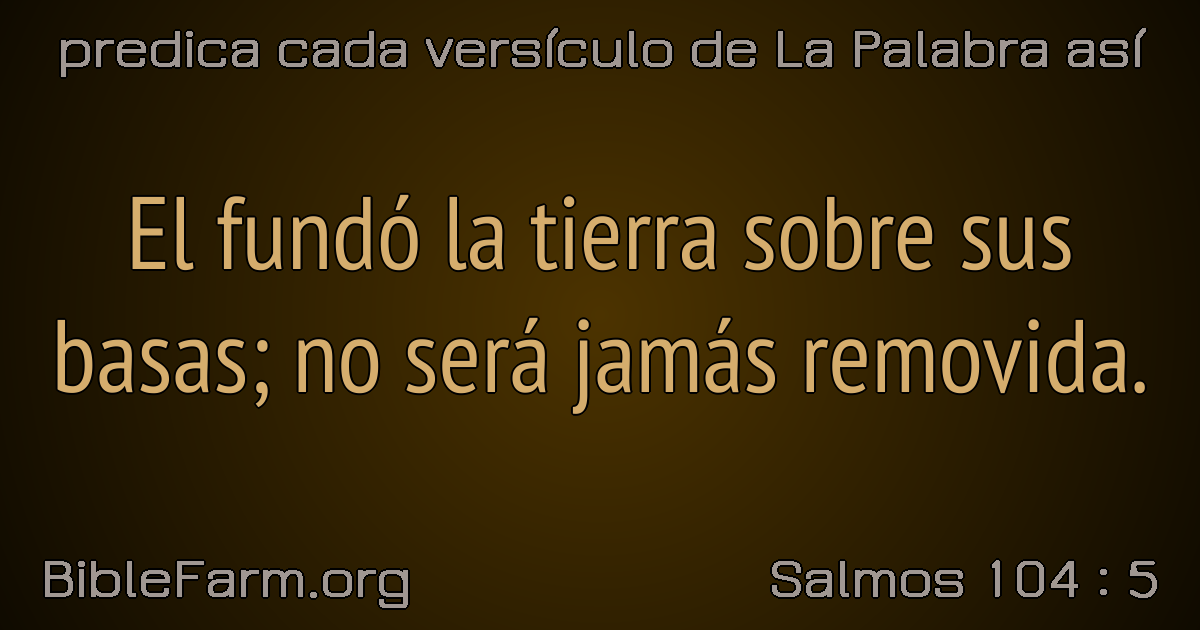 predica cada versículo de La Palabra así
El fundó la tierra sobre sus
basas; no será jamás removida.
BibleFarm.org
Salmos 104 : 5